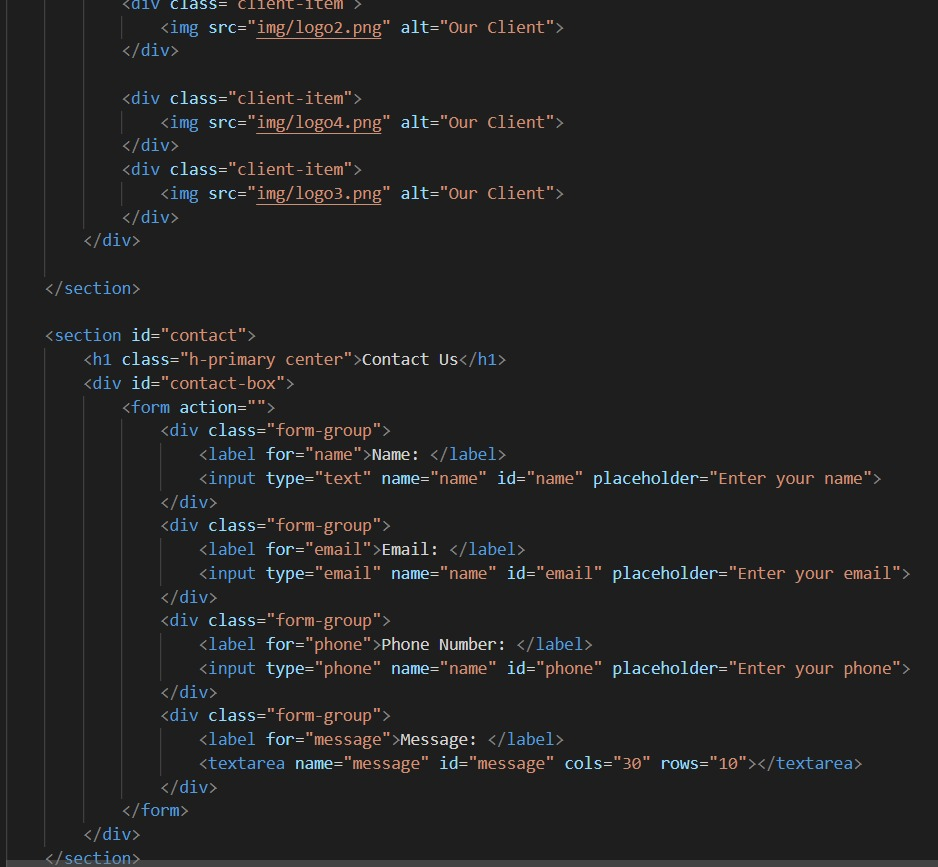 <div class="client-item">
<img src="img/logo2.png" alt="Our Client">
</div>
<div class="client-item">
<img src="img/logo4.png" alt="Our Client">
</div>
<div class="client-item">
<img src="img/logo3.png" alt="Our Client">
</div>
</div>
</section>
<section id="contact">
<h1 class="h-primary center">Contact Us</h1>
<div id="contact-box">
<form action="">
<div class="form-group">
<label for="name">Name: </label>
<input type="text" name="name" id="name" placeholder="Enter your name">
</div>
<div class="form-group">
<label for="email">Email: </label>
<input type="email" name="name" id="email" placeholder="Enter your email">
</div>
<div class="form-group">
<label for="phone">Phone Number: </label>
<input type="phone" name="name" id="phone" placeholder="Enter your phone">
</div>
<div class="form-group">
<label for="message">Message: </label>
<textarea name="message" id="message" cols="30" rows="10"></textarea>
</div>
</form>
</div>
</section>